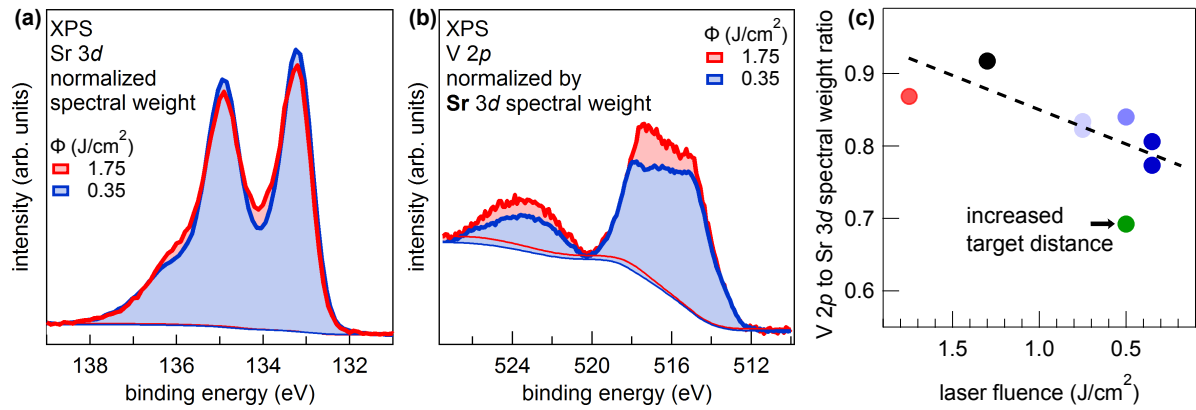 (a)
XPS
Sr 3d
normalized
spectral weight
Φ (J/cm²)
1.75
0.35
intensity (arb. units)
138
136
134
132
binding energy (eV)
(b)
XPS
V 2p
normalized by
Sr 3d spectral weight
Φ (J/cm²)
1.75
0.35
intensity (arb. units)
524
520
516
512
binding energy (eV)
(c)
V 2p to Sr 3d spectral weight ratio
0.9
0.8
0.7
0.6
increased
target distance
1.5
1.0
0.5
laser fluence (J/cm²)